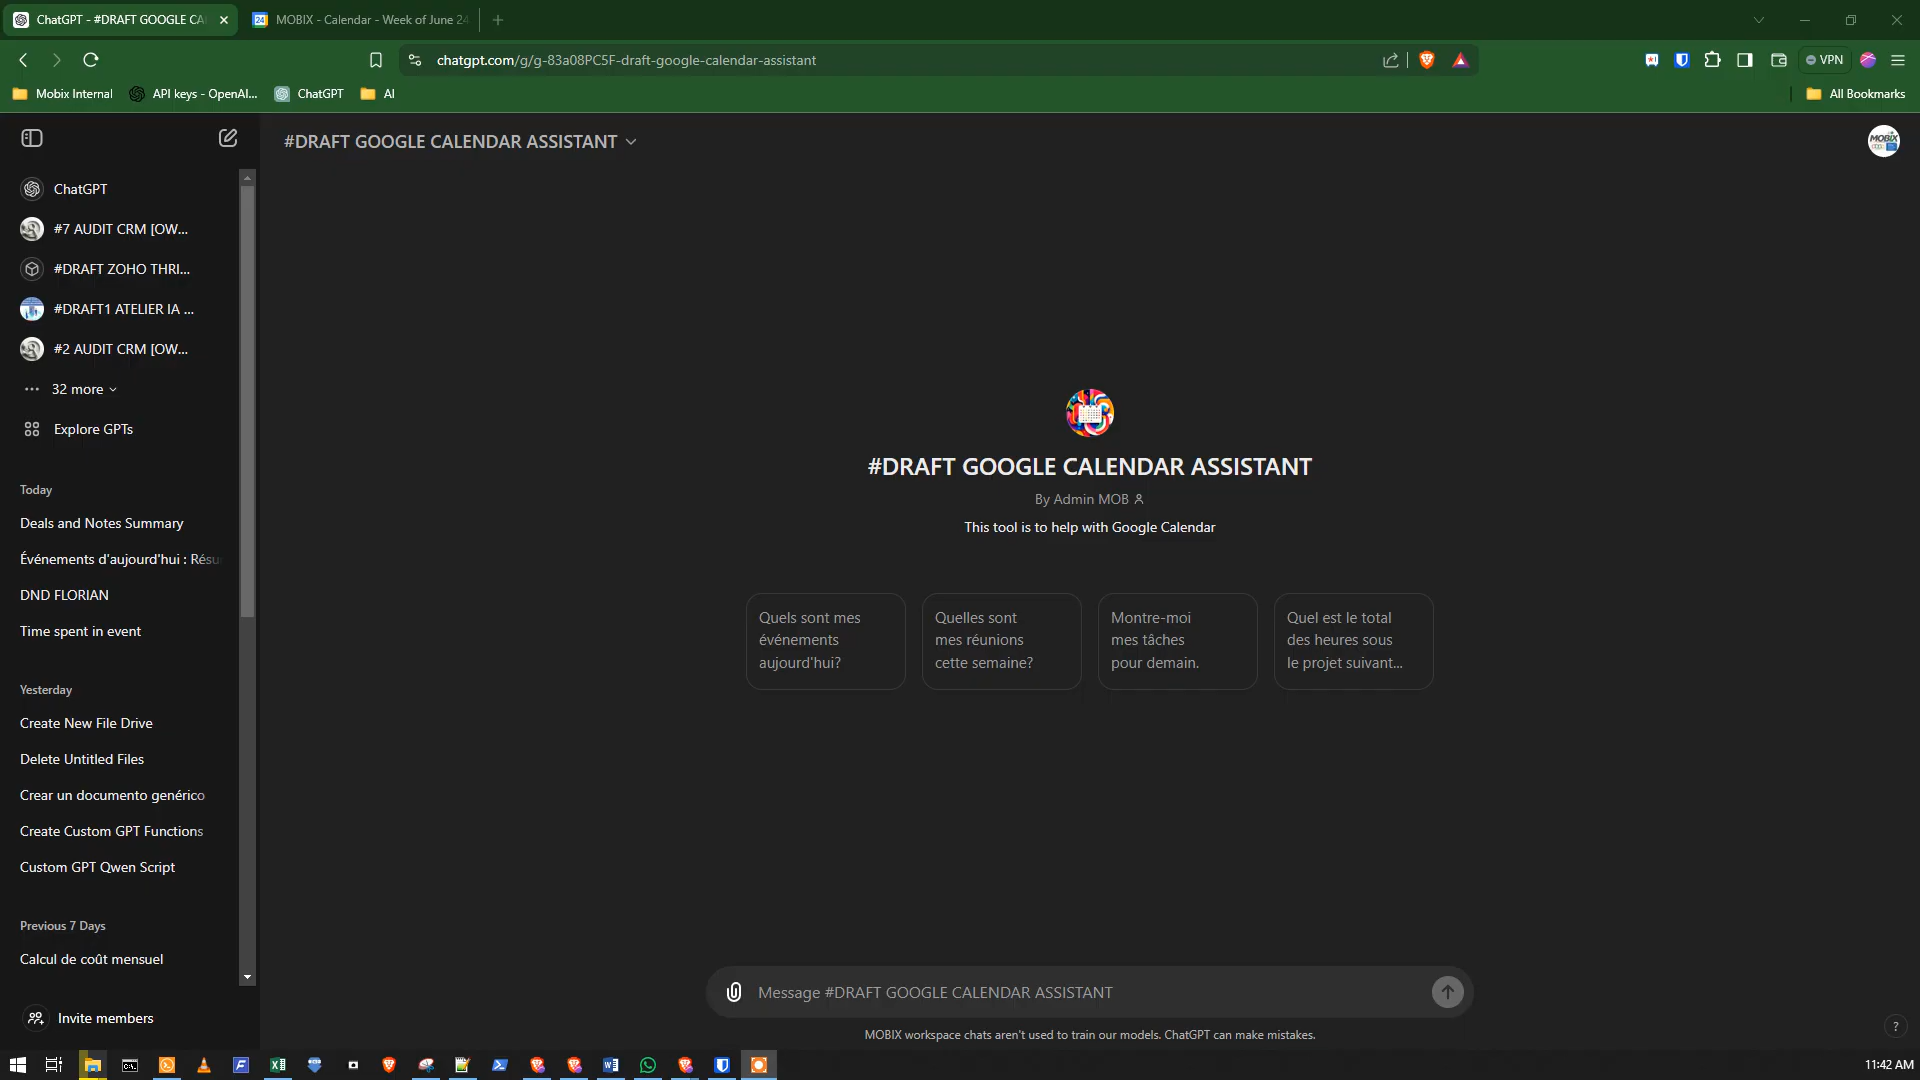 ChatGPT - #DRAFT GOOGLE CA
MOBIX - Calendar - Week of June 24
chatgpt.com/g/g-83a08PC5F-draft-google-calendar-assistant
VPN
Mobix Internal
API keys - OpenAI...
ChatGPT
AI
All Bookmarks
#DRAFT GOOGLE CALENDAR ASSISTANT
MOBIX
ChatGPT
#7 AUDIT CRM [OW...
#DRAFT ZOHO THRI...
#DRAFT1 ATELIER IA ...
#2 AUDIT CRM [OW...
32 more
Explore GPTs
Today
Deals and Notes Summary
Événements d'aujourd'hui : Résu
DND FLORIAN
Time spent in event
Yesterday
Create New File Drive
Delete Untitled Files
Crear un documento genérico
Create Custom GPT Functions
Custom GPT Qwen Script
Previous 7 Days
Calcul de coût mensuel
Invite members
#DRAFT GOOGLE CALENDAR ASSISTANT
By Admin MOB
This tool is to help with Google Calendar
Quels sont mes
événements
aujourd'hui?
Quelles sont
mes réunions
cette semaine?
Montre-moi
mes tâches
pour demain.
Quel est le total
des heures sous
le projet suivant...
Message #DRAFT GOOGLE CALENDAR ASSISTANT
MOBIX workspace chats aren't used to train our models. ChatGPT can make mistakes.
?
11:42 AM